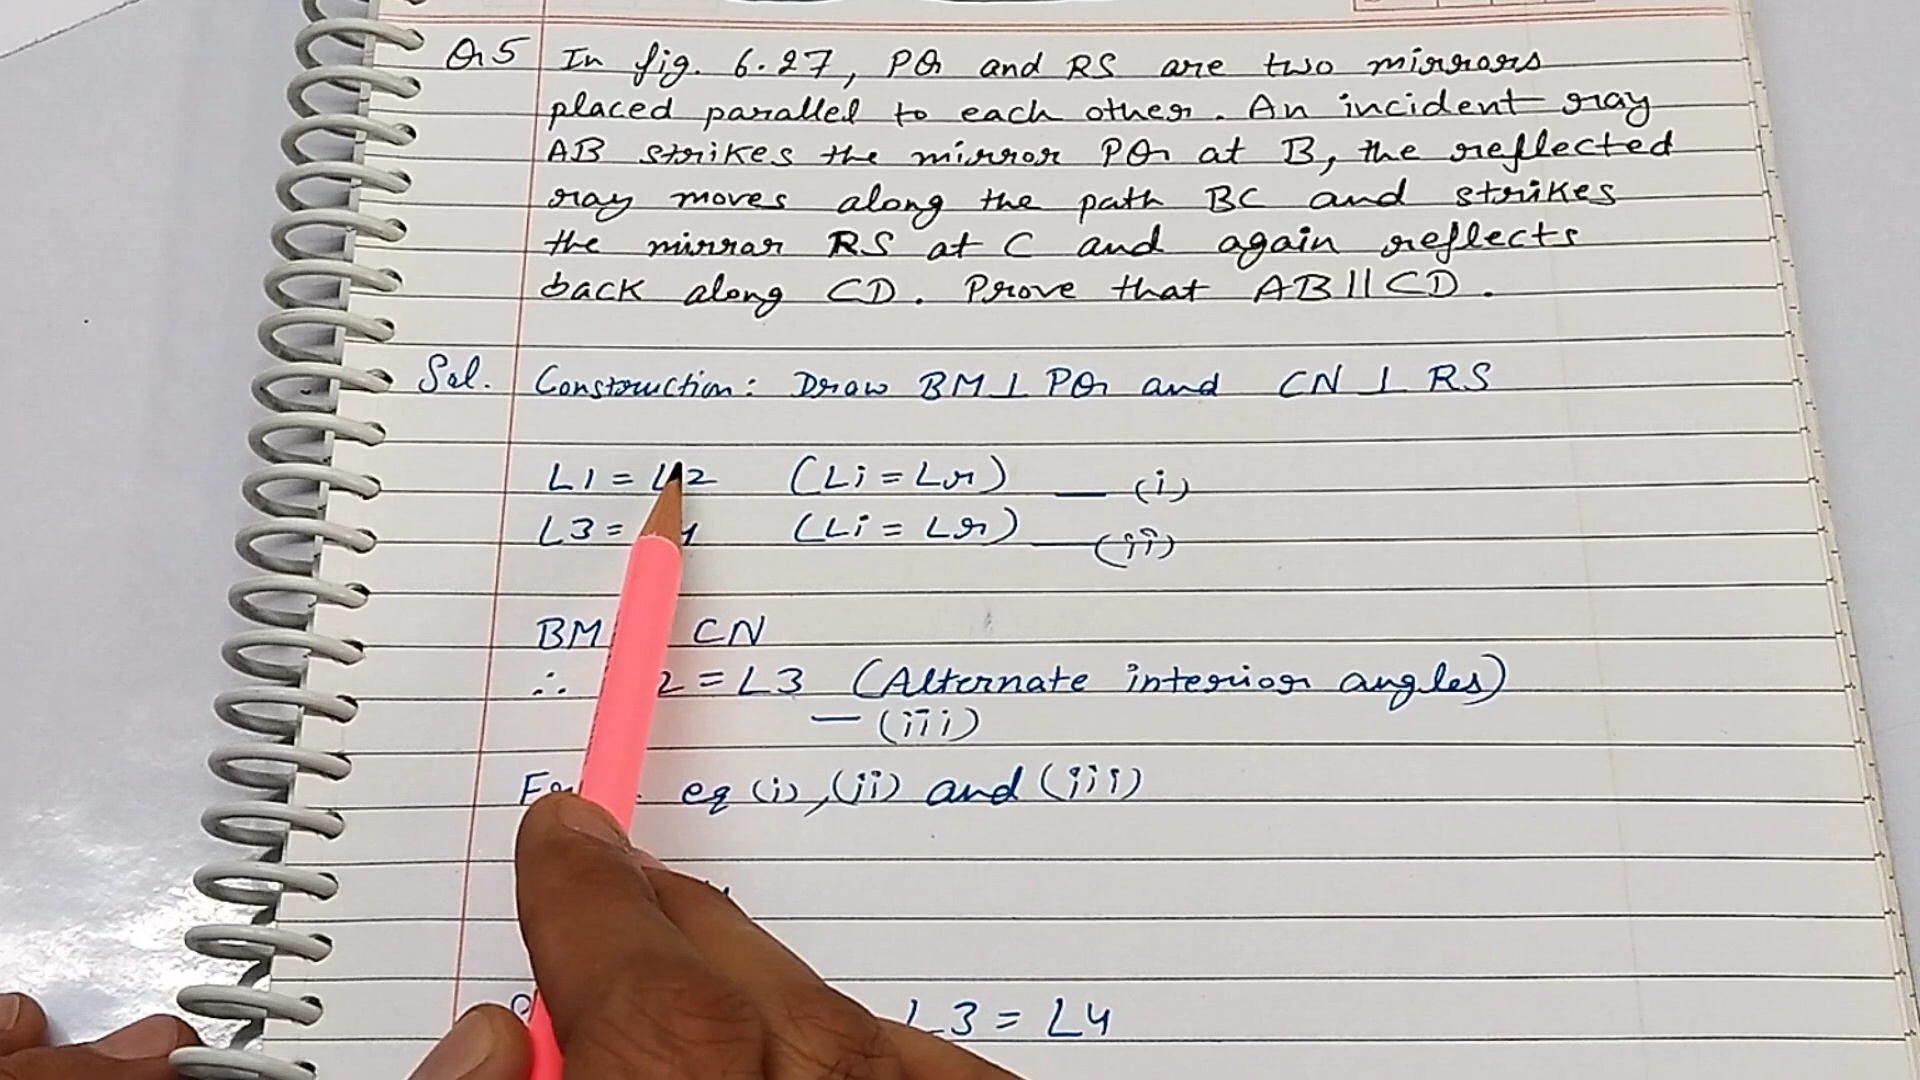 Q5 In fig. 6.27, PQ and RS are two mirrors
placed parallel to each other. An incident ray
AB strikes the mirror PQ at B, the reflected
ray moves along the path BC and strikes
the mirror RS at C and again reflects
back along CD. Prove that AB||CD.
Sol. Construction: Draw BM⊥PQ and CN ⊥ RS
∠1 = ∠2 (∠i = ∠r) — (i)
∠3 = (∠i = ∠r) — (ii)
BM CN
∴ 2 = ∠3 (Alternate interior angles)
— (iii)
eq (i), (ii) and (iii)
∠3 = ∠4